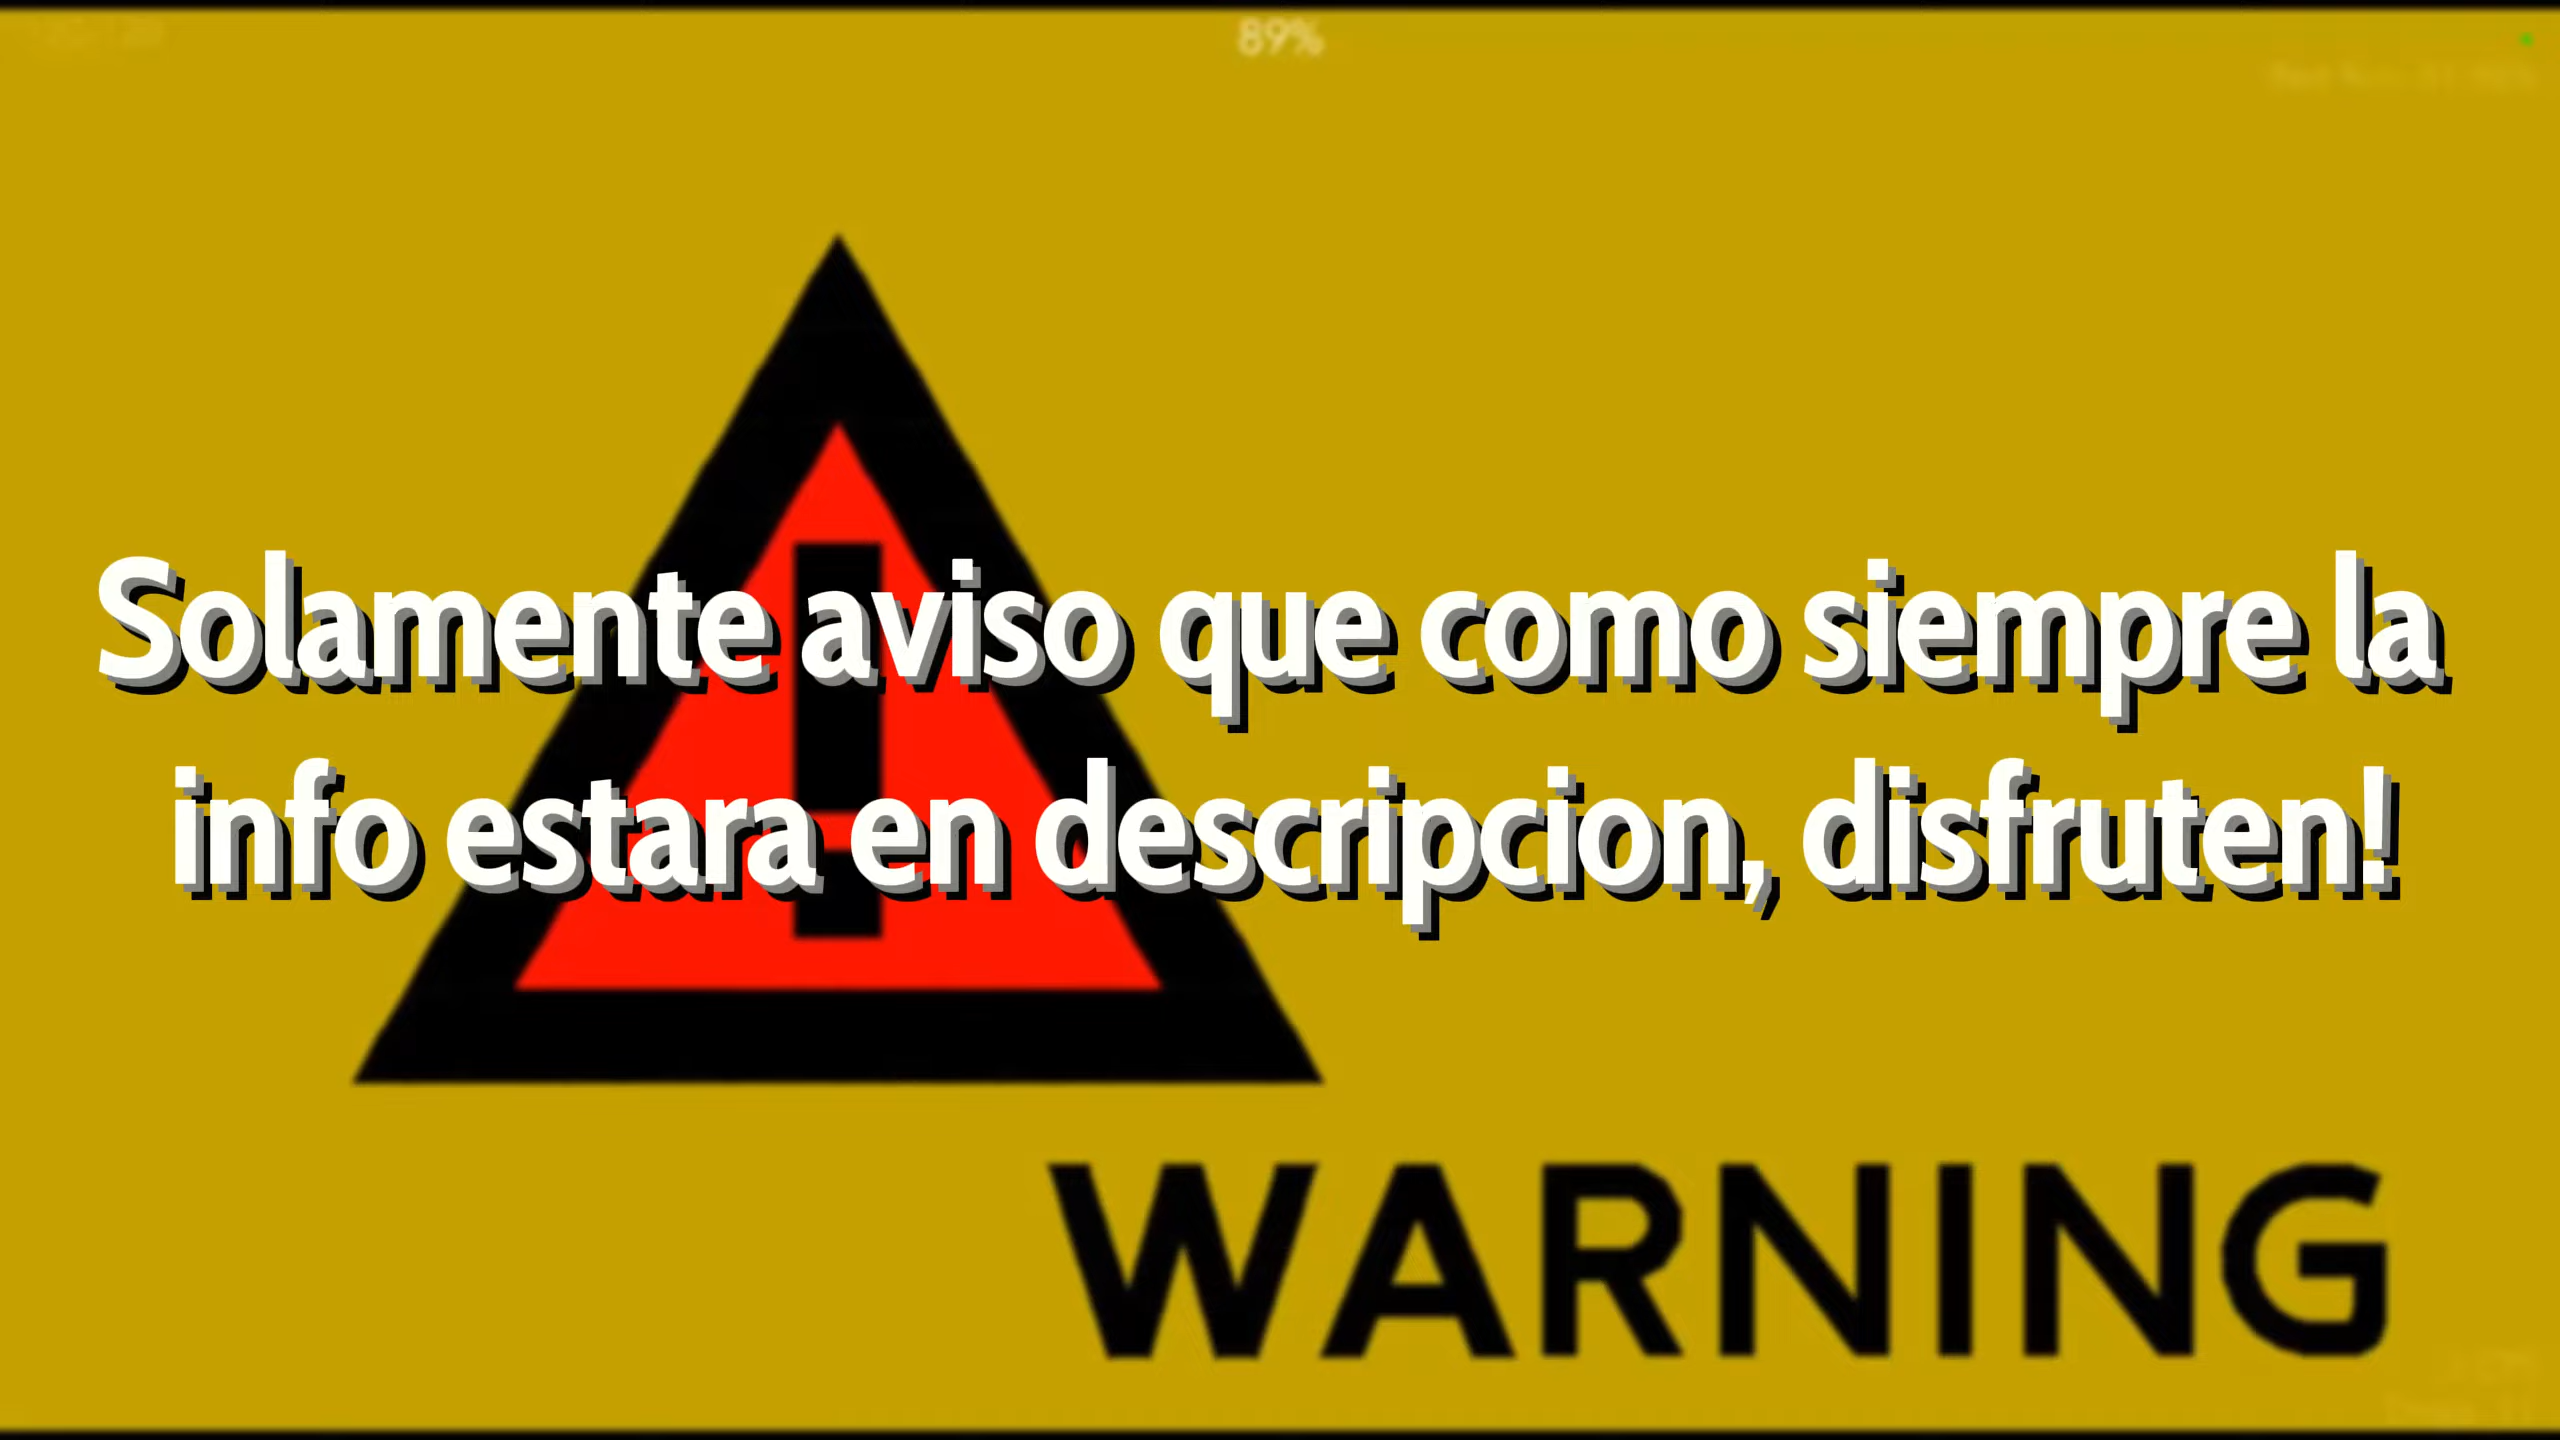 89%
Solamente aviso que como siempre la
info estara en descripcion, disfruten!
WARNING